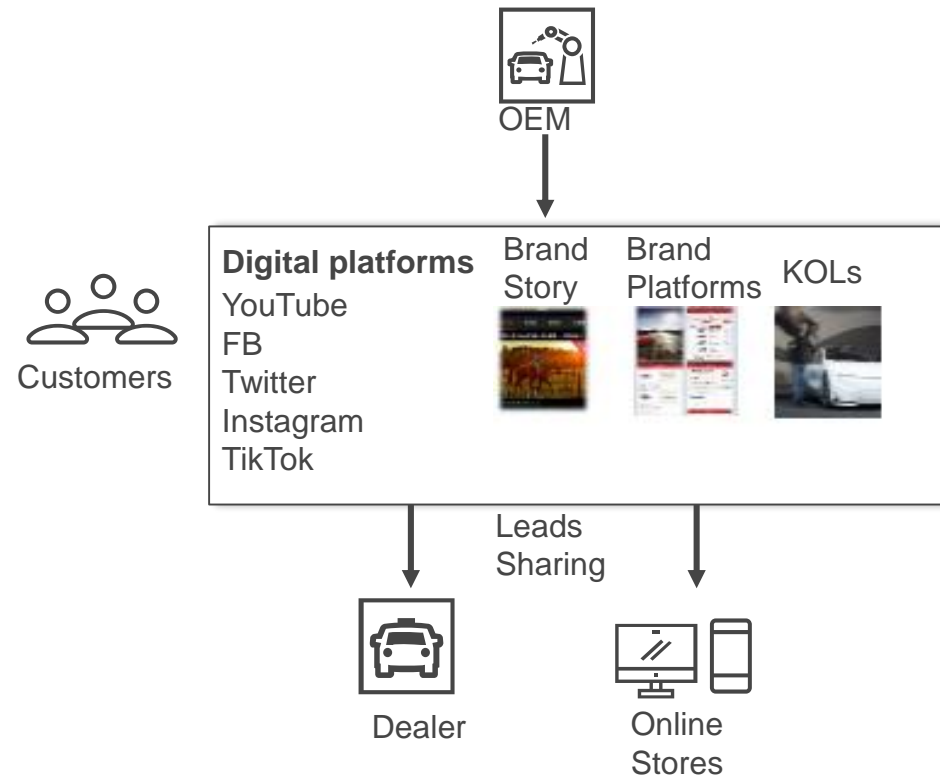 OEM
Digital platforms
YouTube
FB
Twitter
Instagram
TikTok
Brand
Story
Brand
Platforms
KOLs
Customers
Leads
Sharing
Dealer
Online
Stores